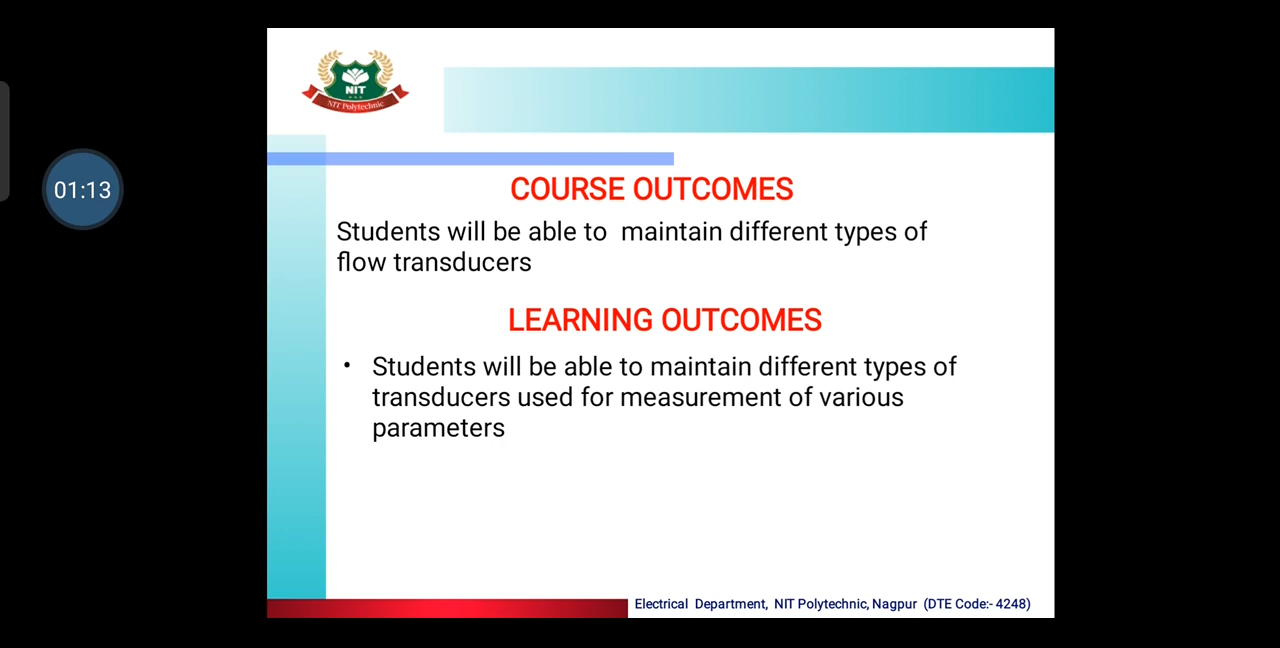 NIT
NIT Polytechnic
01:13
COURSE OUTCOMES
Students will be able to  maintain different types of
flow transducers
LEARNING OUTCOMES
• Students will be able to maintain different types of
transducers used for measurement of various
parameters
Electrical  Department,  NIT Polytechnic, Nagpur  (DTE Code:- 4248)